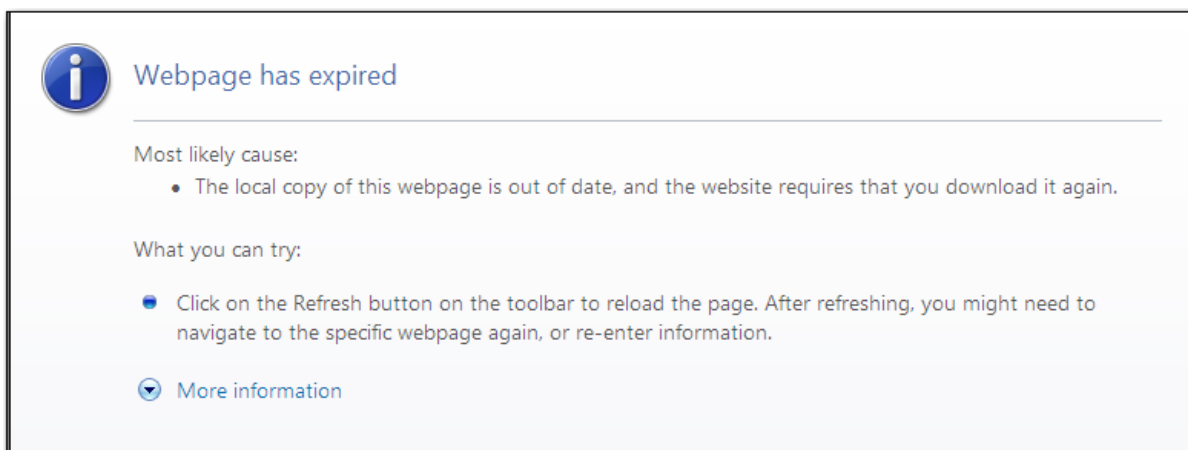 Webpage has expired
Most likely cause:
• The local copy of this webpage is out of date, and the website requires that you download it again.
What you can try:
Click on the Refresh button on the toolbar to reload the page. After refreshing, you might need to
navigate to the specific webpage again, or re-enter information.
More information